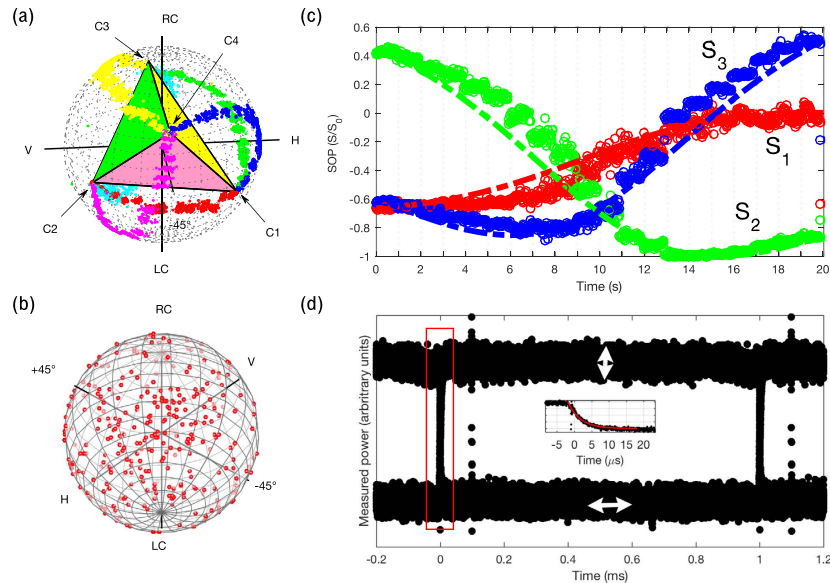 (a)
RC
C3
C4
V
H
-45°
C2
C1
LC
(b)
RC
+45°
V
H
-45°
LC
(c)
0.6
0.4
0.2
0
-0.2
-0.4
-0.6
-0.8
-1
SOP (S/S0)
S3
S1
S2
0 2 4 6 8 10 12 14 16 18 20
Time (s)
(d)
Measured power (arbritrary units)
-5 0 5 10 15 20
Time (μs)
-0.2 0 0.2 0.4 0.6 0.8 1 1.2
Time (ms)